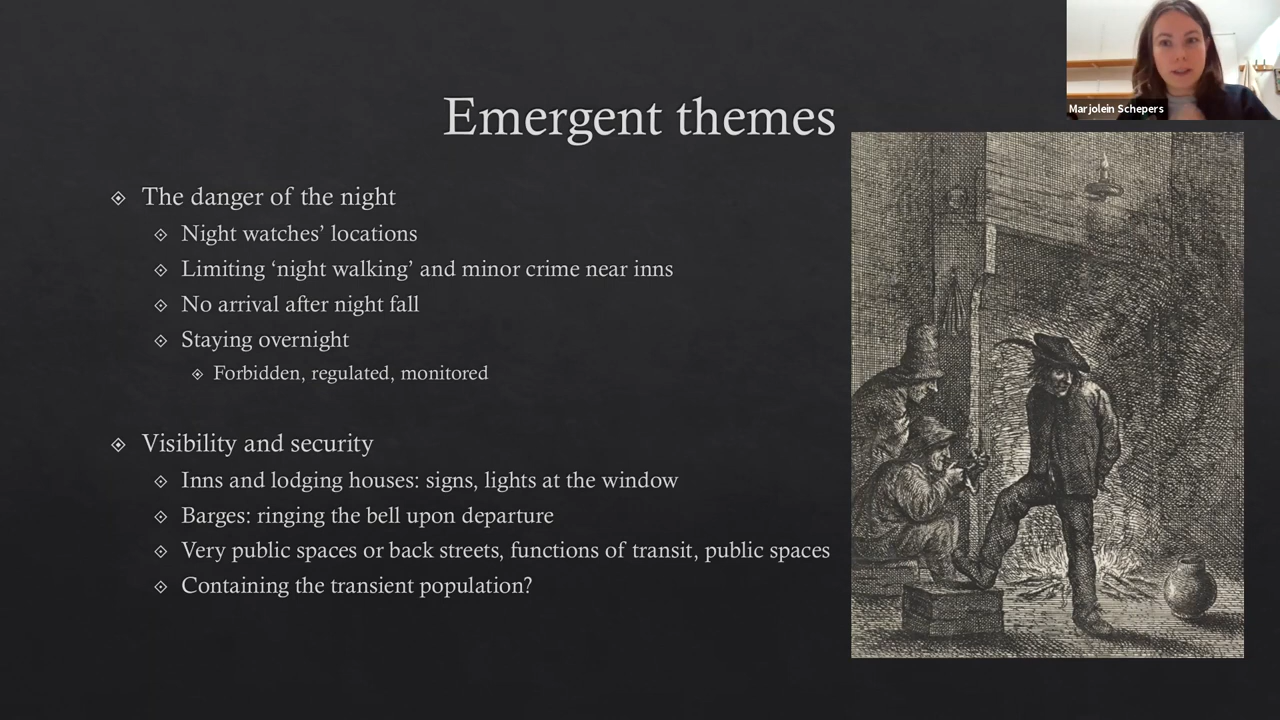 Marjolein Schepers
Emergent themes
The danger of the night
Night watches’ locations
Limiting ‘night walking’ and minor crime near inns
No arrival after night fall
Staying overnight
Forbidden, regulated, monitored
Visibility and security
Inns and lodging houses: signs, lights at the window
Barges: ringing the bell upon departure
Very public spaces or back streets, functions of transit, public spaces
Containing the transient population?